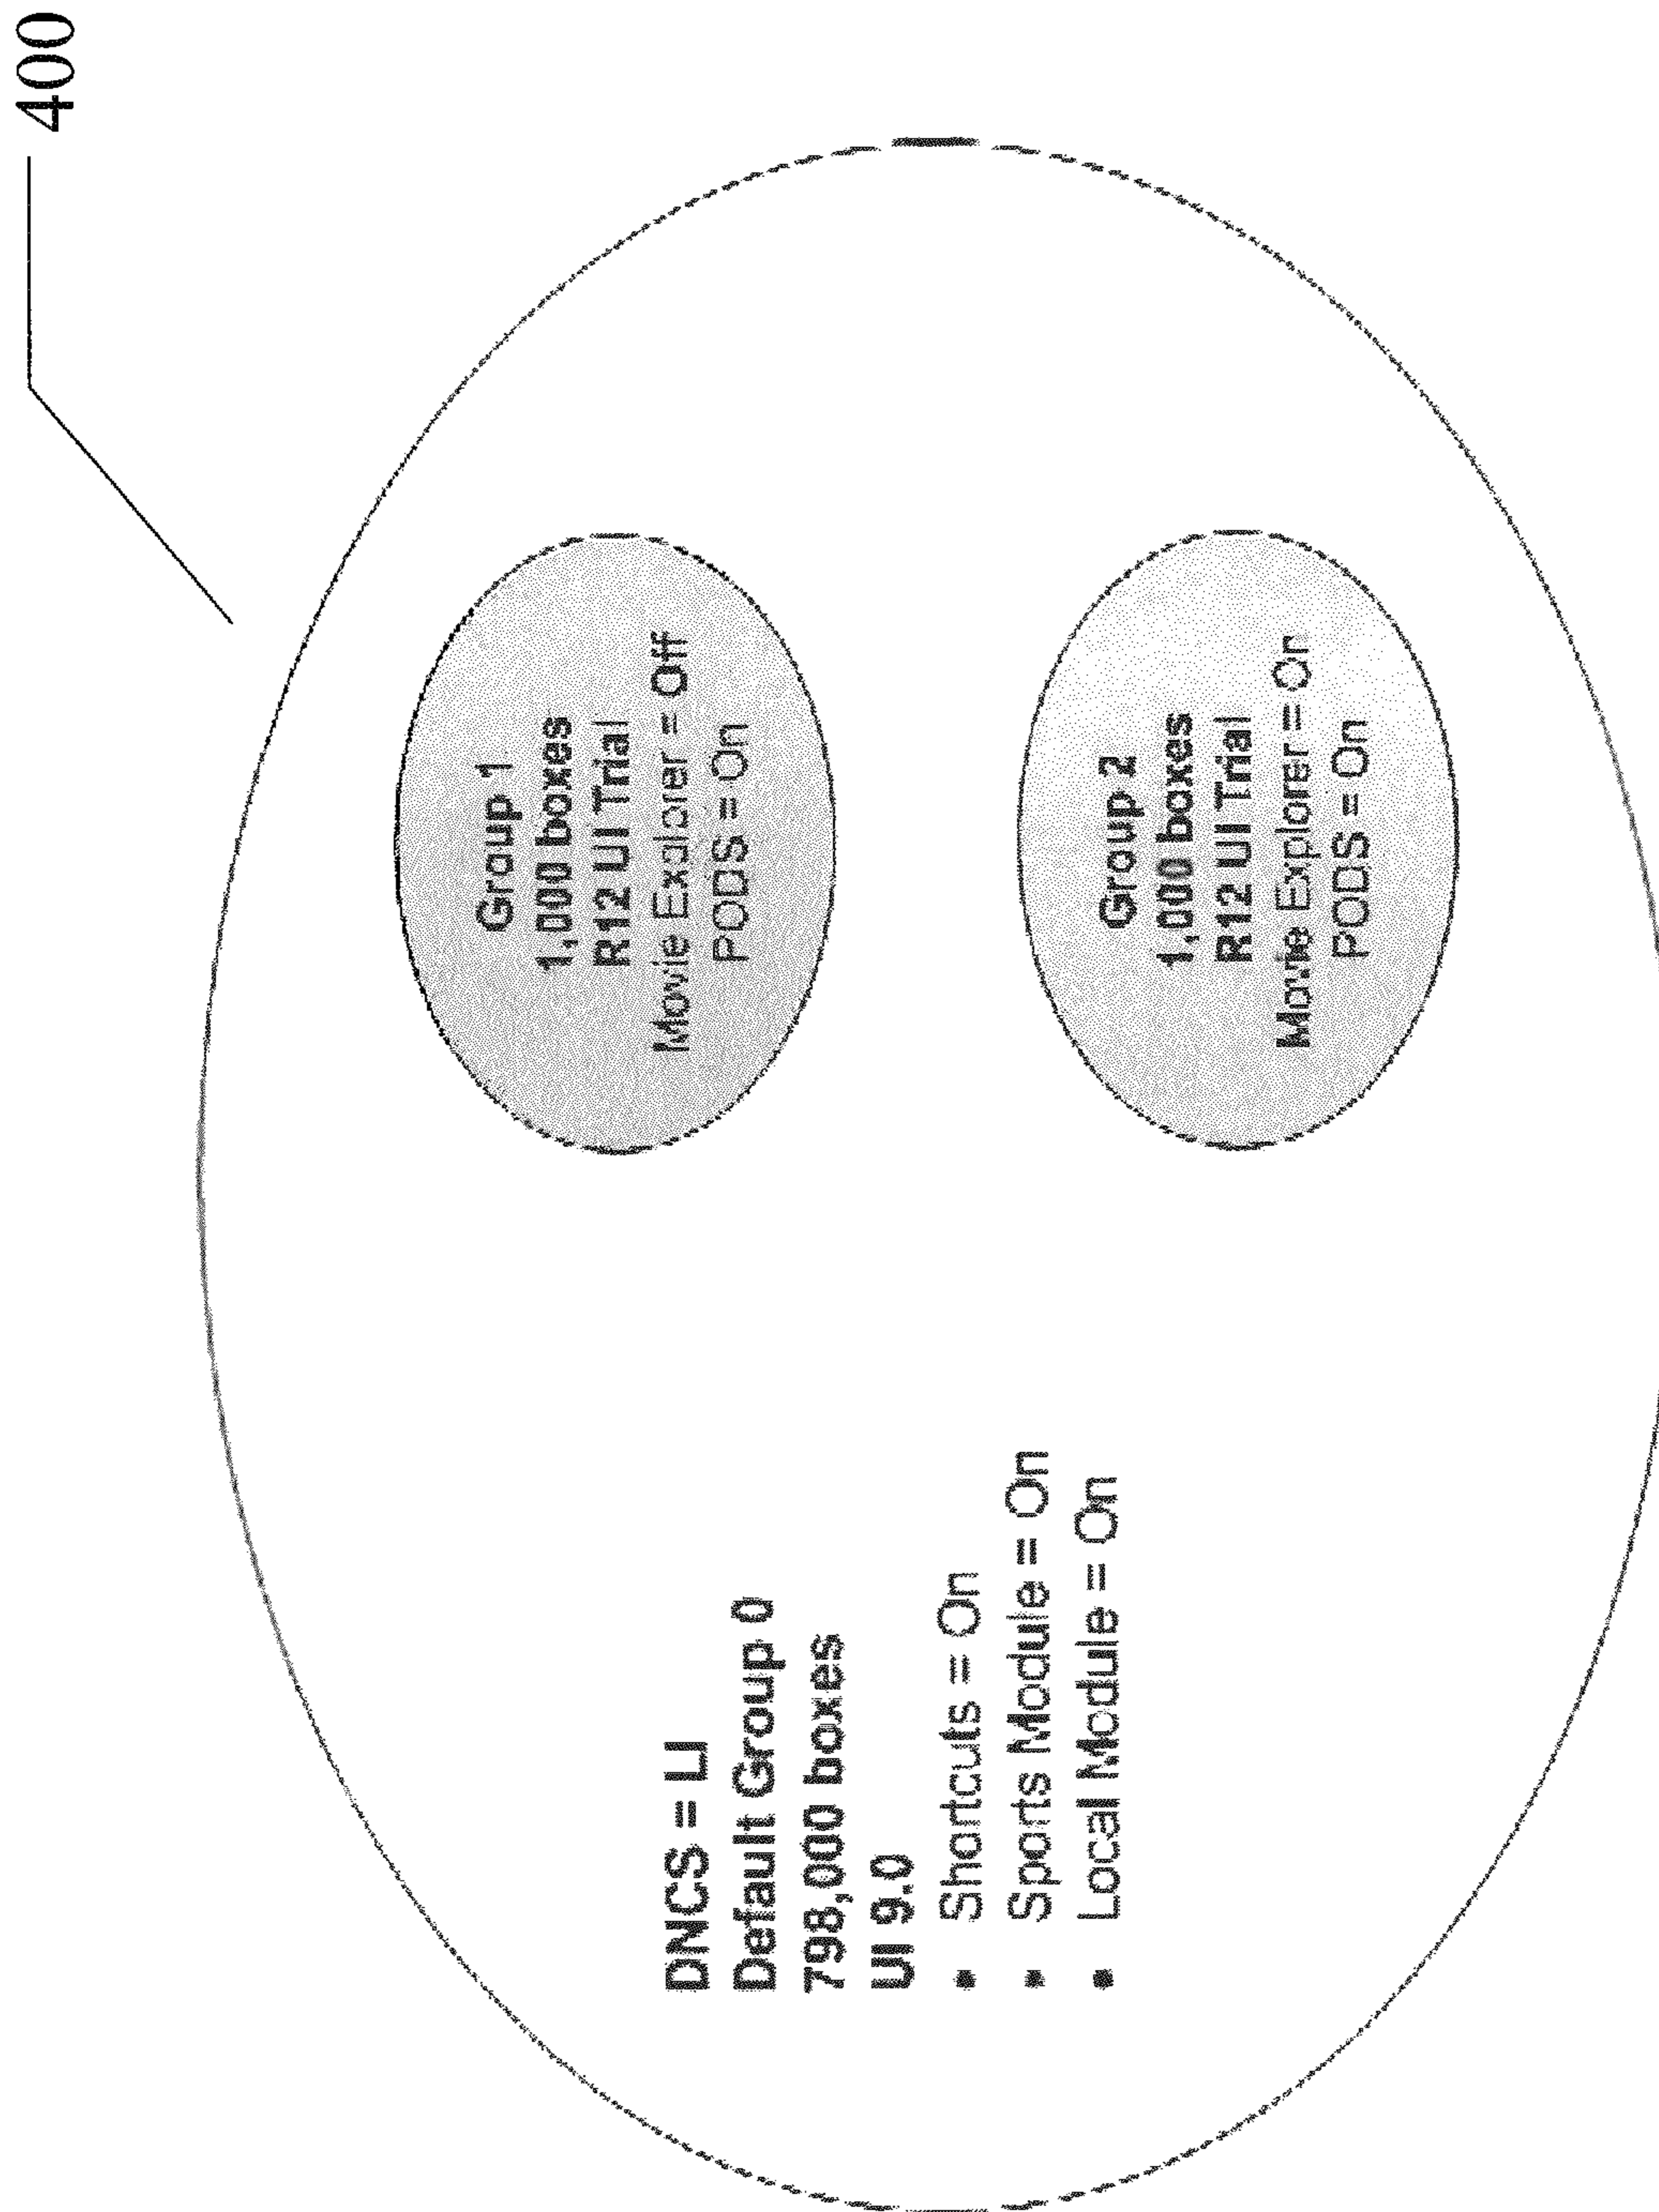 400
DNCS = LI
Default Group 0
798,000 boxes
UI 9.0
• Shortcuts = On
• Sports Module = On
• Local Module = On
Group 1
1,000 boxes
R12 UI Trial
Movie Explorer = Off
PODS = On
Group 2
1,000 boxes
R12 UI Trial
Movie Explorer = On
PODS = On